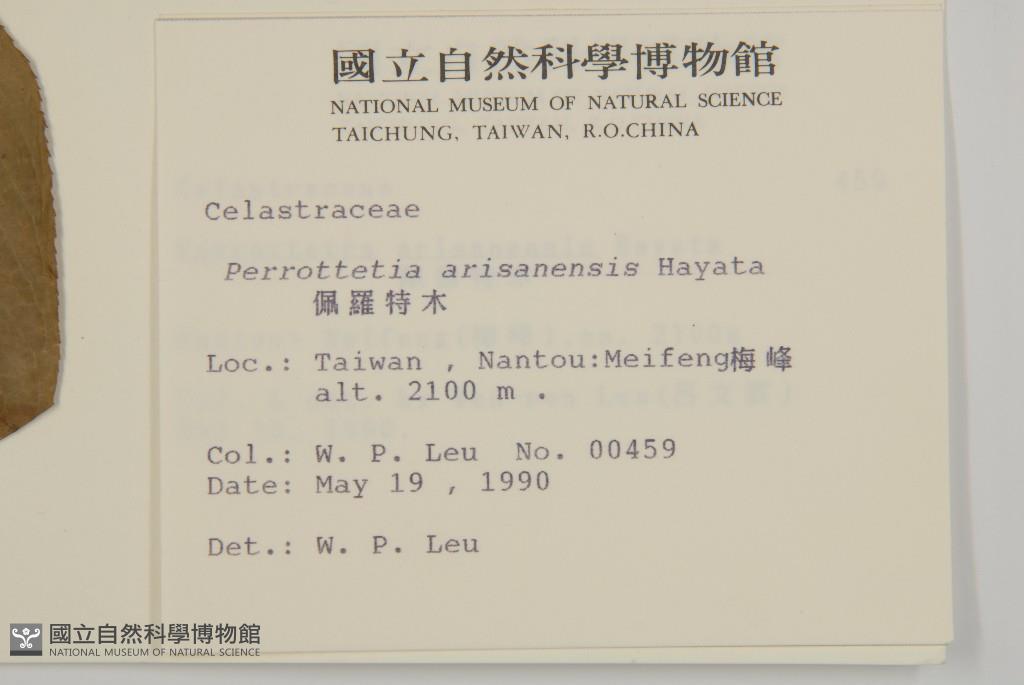 國立自然科學博物館
NATIONAL MUSEUM OF NATURAL SCIENCE
TAICHUNG, TAIWAN, R.O.CHINA
Celastraceae
Perrottetia arisanensis Hayata
佩羅特木
Loc.: Taiwan , Nantou:Meifeng梅峰
alt. 2100 m .
Col.: W. P. Leu No. 00459
Date: May 19 , 1990
Det.: W. P. Leu
國立自然科學博物館
NATIONAL MUSEUM OF NATURAL SCIENCE